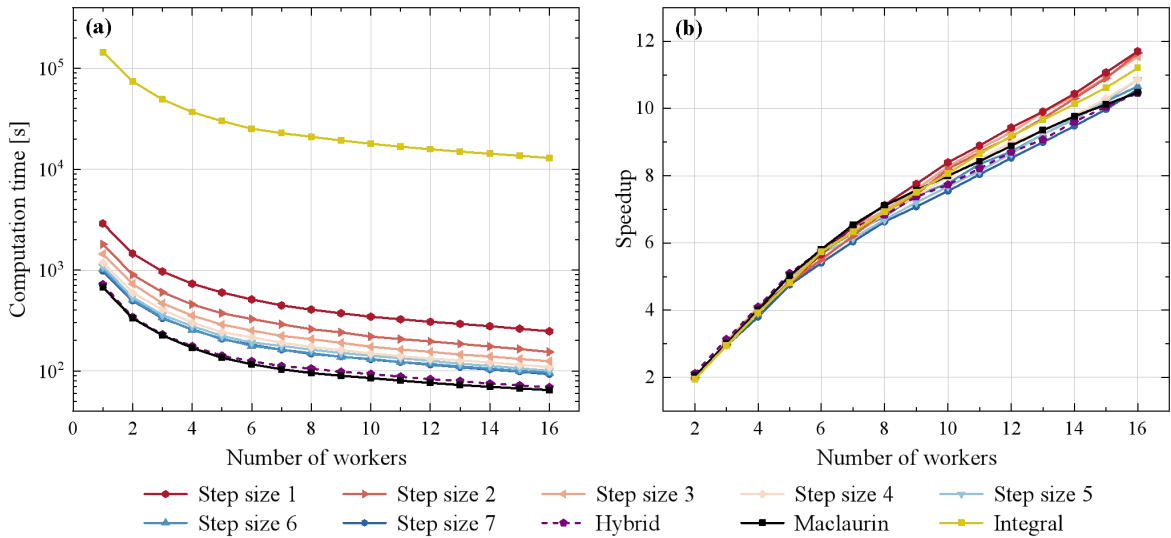 (a)
(b)
Computation time [s]
10^5
10^4
10^3
10^2
0 2 4 6 8 10 12 14 16
Number of workers
Speedup
12
10
8
6
4
2
2 4 6 8 10 12 14 16
Number of workers
Step size 1 Step size 2 Step size 3 Step size 4 Step size 5
Step size 6 Step size 7 Hybrid Maclaurin Integral